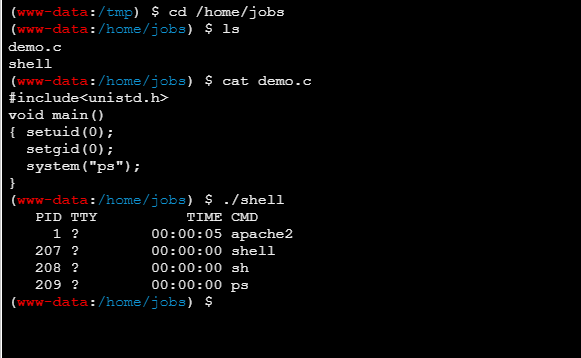 (www-data:/tmp) $ cd /home/jobs
(www-data:/home/jobs) $ ls
demo.c
shell
(www-data:/home/jobs) $ cat demo.c
#include<unistd.h>
void main()
{ setuid(0);
  setgid(0);
  system("ps");
}
(www-data:/home/jobs) $ ./shell
   PID TTY          TIME CMD
     1 ?        00:00:05 apache2
   207 ?        00:00:00 shell
   208 ?        00:00:00 sh
   209 ?        00:00:00 ps
(www-data:/home/jobs) $